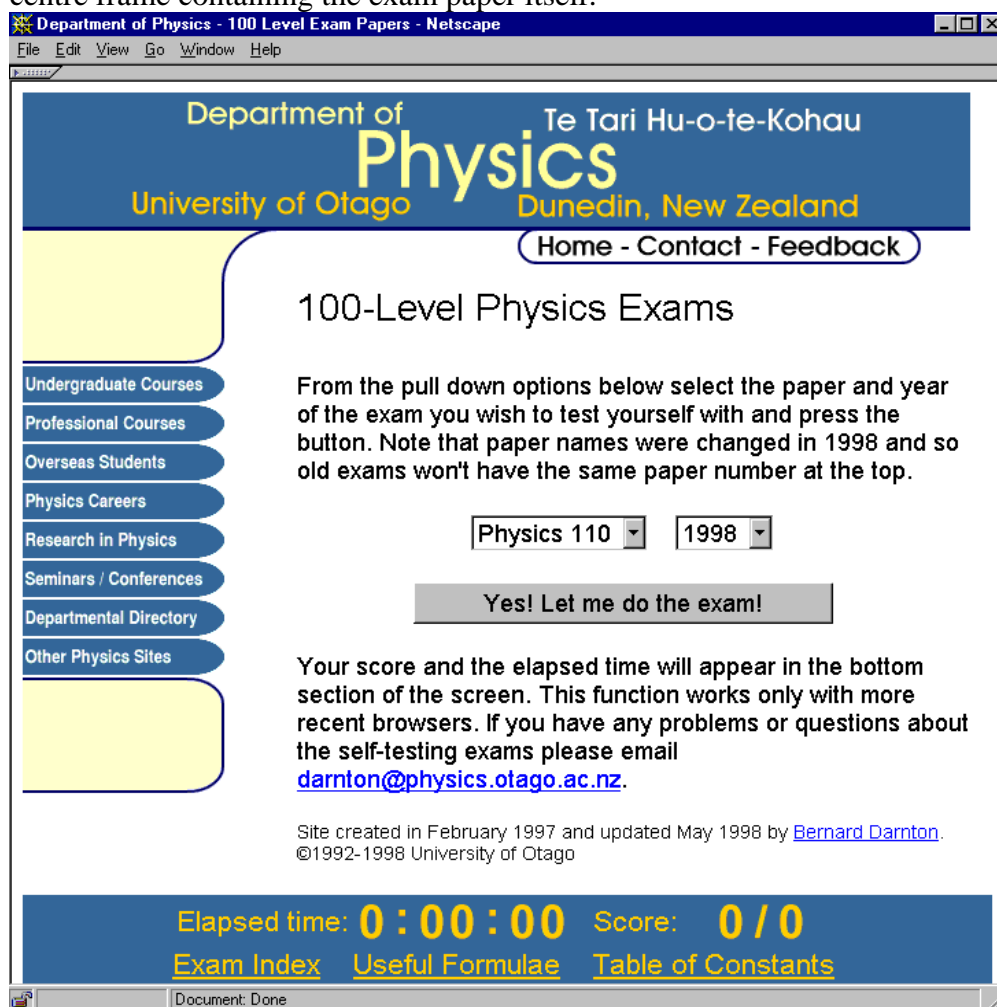 centre frame containing the exam paper itself.
Department of Physics - 100 Level Exam Papers - Netscape
File Edit View Go Window Help
Department of Te Tari Hu-o-te-Kohau
Physics
University of Otago Dunedin, New Zealand
Home - Contact - Feedback
100-Level Physics Exams
Undergraduate Courses
Professional Courses
Overseas Students
Physics Careers
Research in Physics
Seminars / Conferences
Departmental Directory
Other Physics Sites
From the pull down options below select the paper and year
of the exam you wish to test yourself with and press the
button. Note that paper names were changed in 1998 and so
old exams won't have the same paper number at the top.
Physics 110 1998
Yes! Let me do the exam!
Your score and the elapsed time will appear in the bottom
section of the screen. This function works only with more
recent browsers. If you have any problems or questions about
the self-testing exams please email
darnton@physics.otago.ac.nz.
Site created in February 1997 and updated May 1998 by Bernard Darnton.
©1992-1998 University of Otago
Elapsed time: 0:00:00 Score: 0/0
Exam Index Useful Formulae Table of Constants
Document: Done